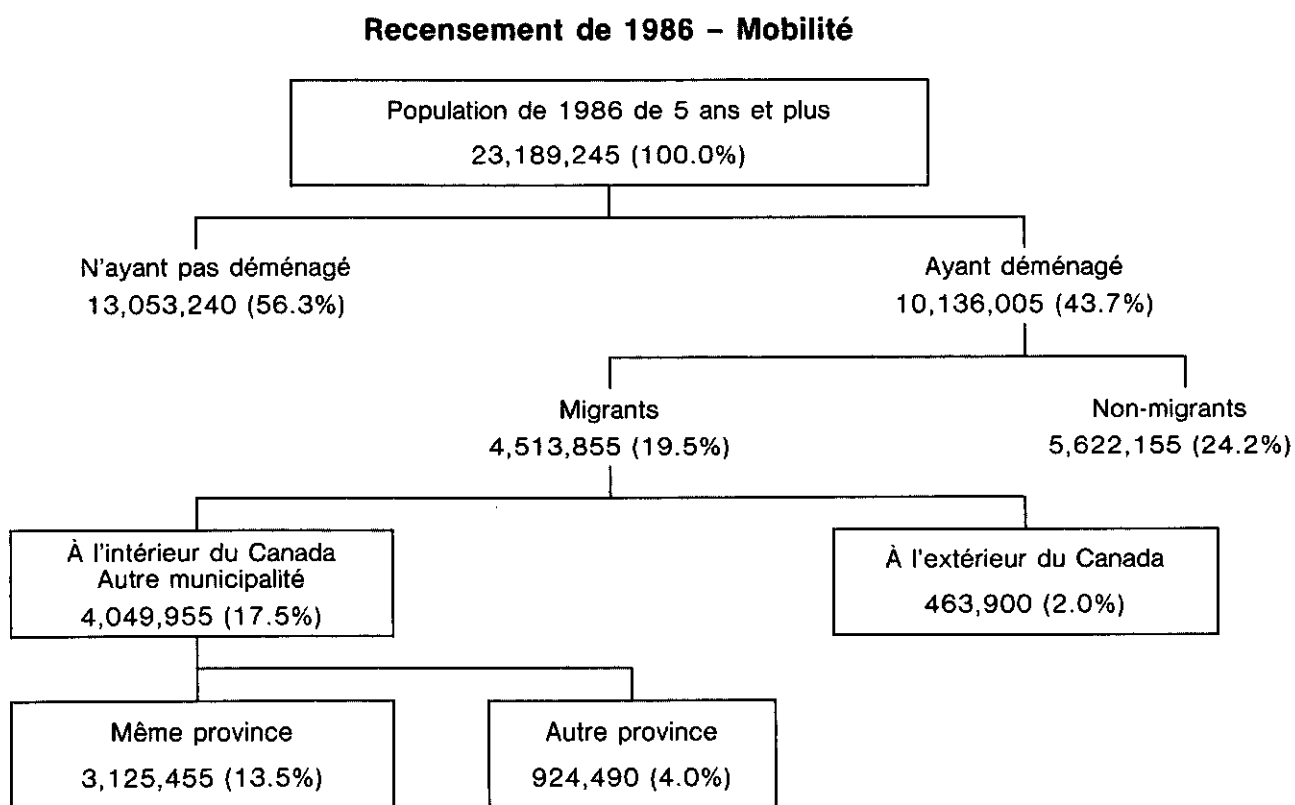 Recensement de 1986 – Mobilité
Population de 1986 de 5 ans et plus
23,189,245 (100.0%)
N'ayant pas déménagé
13,053,240 (56.3%)
Ayant déménagé
10,136,005 (43.7%)
Migrants
4,513,855 (19.5%)
Non-migrants
5,622,155 (24.2%)
À l'intérieur du Canada
Autre municipalité
4,049,955 (17.5%)
À l'extérieur du Canada
463,900 (2.0%)
Même province
3,125,455 (13.5%)
Autre province
924,490 (4.0%)